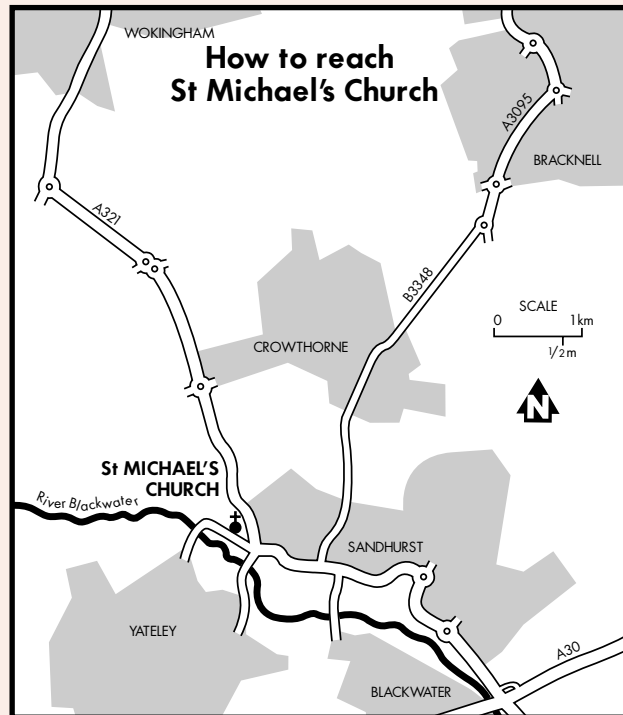 WOKINGHAM
How to reach
St Michael's Church
A3095
BRACKNELL
A321
B3348
SCALE
0 1km
1/2m
CROWTHORNE
N
St MICHAEL'S
CHURCH
River Blackwater
SANDHURST
YATELEY
A30
BLACKWATER